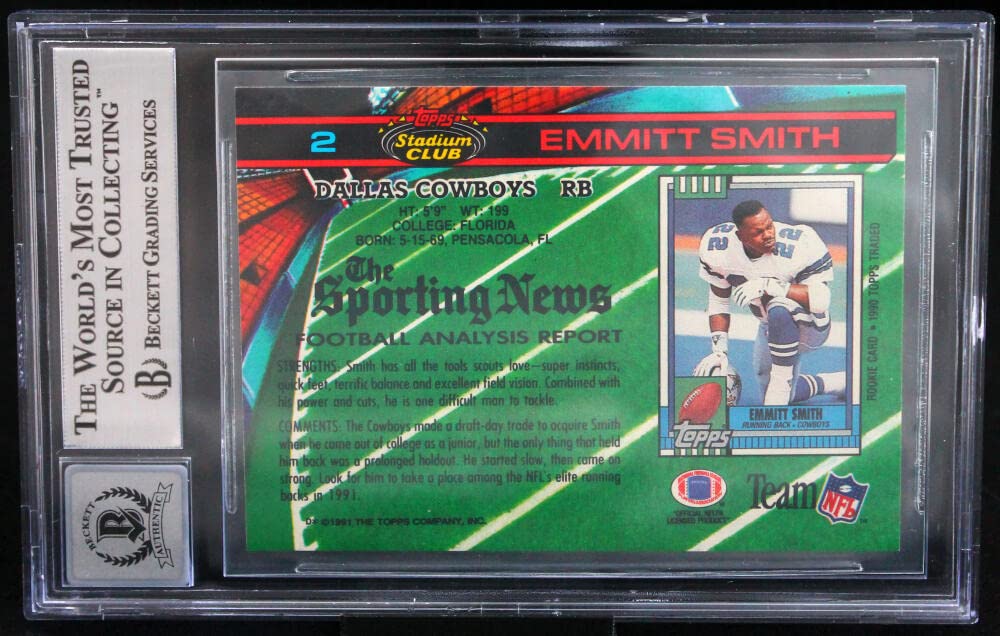 THE WORLD'S MOST TRUSTED
SOURCE IN COLLECTING™
BECKETT GRADING SERVICES
B
BECKETT
AUTHENTIC
2
Topps
Stadium
CLUB
EMMITT SMITH
DALLAS COWBOYS RB
HT: 5'9" WT: 199
COLLEGE: FLORIDA
BORN: 5-15-69, PENSACOLA, FL
The
Sporting News
FOOTBALL ANALYSIS REPORT
STRENGTHS: Smith has all the tools scouts love—super instincts,
quick feet, terrific balance and excellent field vision. Combined with
his power and cuts, he is one difficult man to tackle.
COMMENTS: The Cowboys made a draft-day trade to acquire Smith
when he came out of college as a junior, but the only thing that held
him back was a prolonged holdout. He started slow, then came on
strong. Look for him to take a place among the NFL's elite running
backs in 1991.
D* ©1991 THE TOPPS COMPANY, INC.
22
22
EMMITT SMITH
RUNNING BACK • COWBOYS
Topps
ROOKIE CARD • 1990 TOPPS TRADED
"OFFICIAL NFLPA
LICENSED PRODUCT"
Team NFL